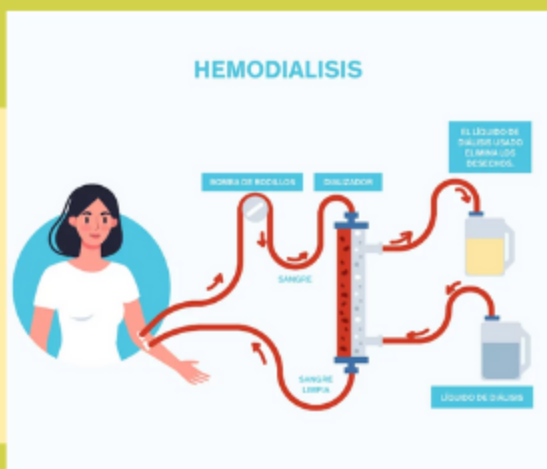 HEMODIALISIS
EL LÍQUIDO DE
DIÁLISIS USADO
ELIMINA LOS
DESECHOS.
BOMBA DE RODILLOS
DIALIZADOR
SANGRE
SANGRE
LIMPIA
LÍQUIDO DE DIÁLISIS